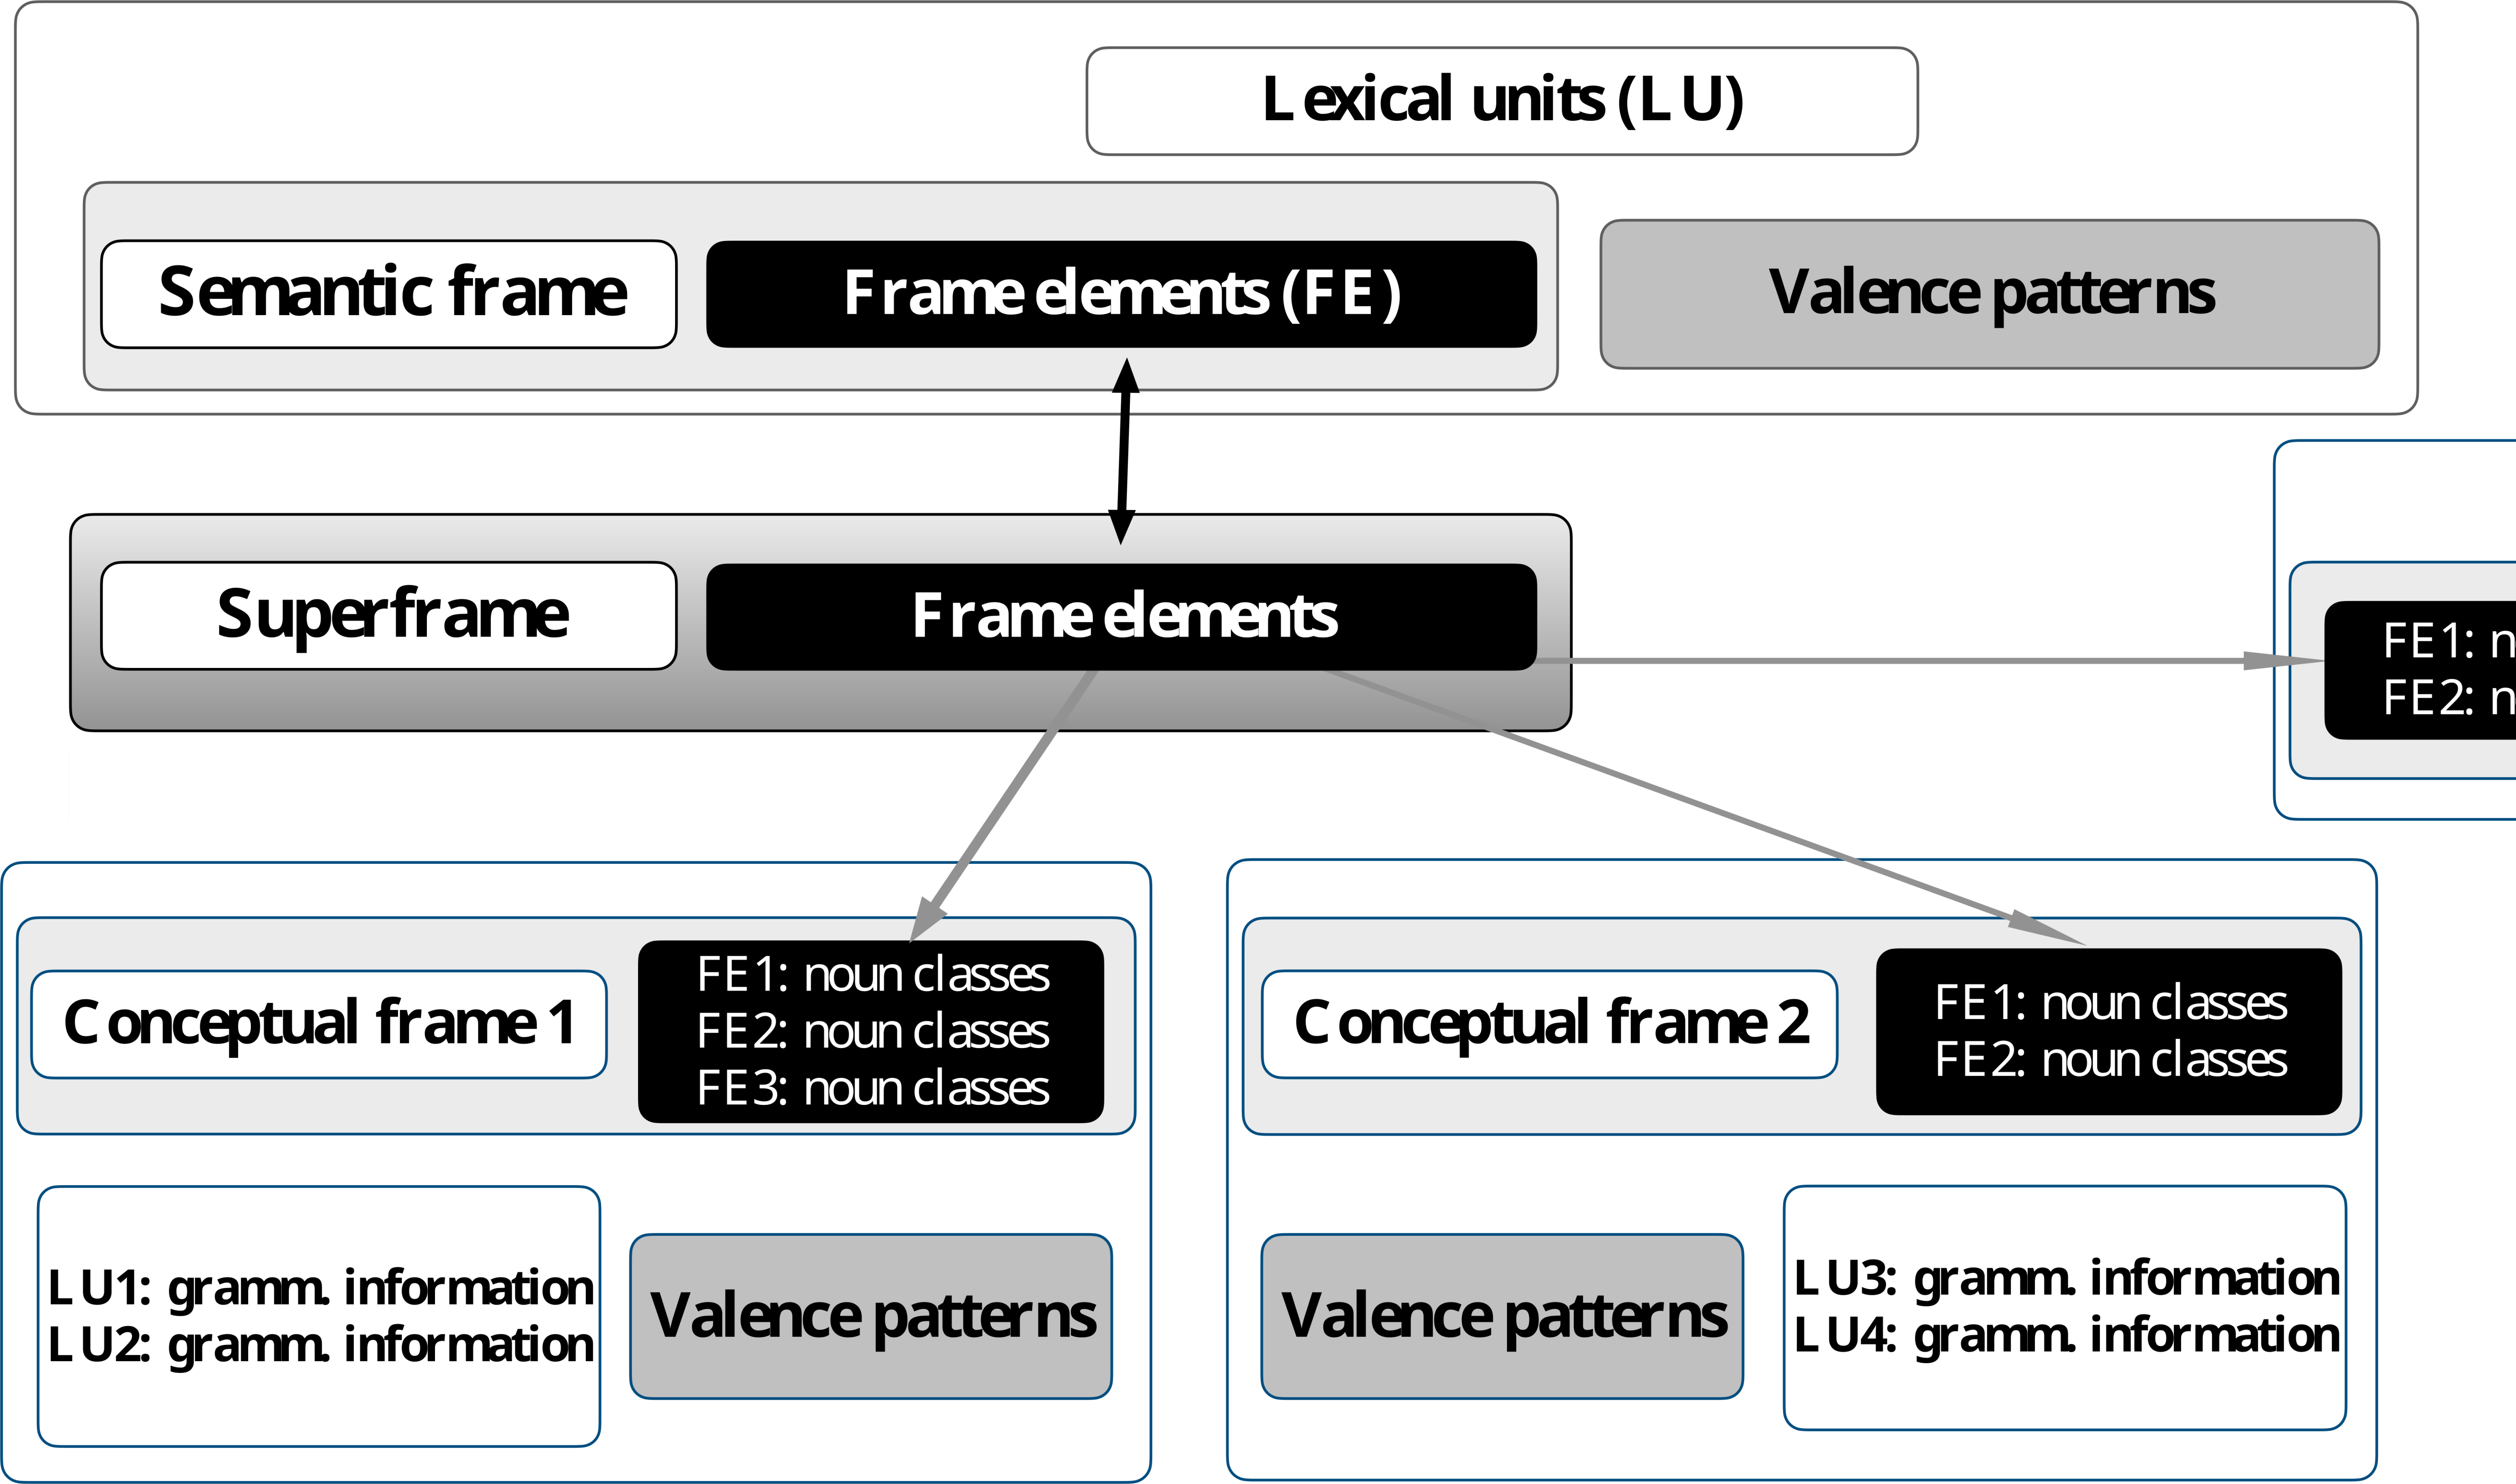 Lexical units (LU)
Semantic frame
Frame elements (FE)
Valence patterns
Superframe
Frame elements
FE1:
FE2:
Conceptual frame 1
FE1: noun classes
FE2: noun classes
FE3: noun classes
Conceptual frame 2
FE1: noun classes
FE2: noun classes
LU1: gramm. information
LU2: gramm. information
Valence patterns
Valence patterns
LU3: gramm. information
LU4: gramm. information